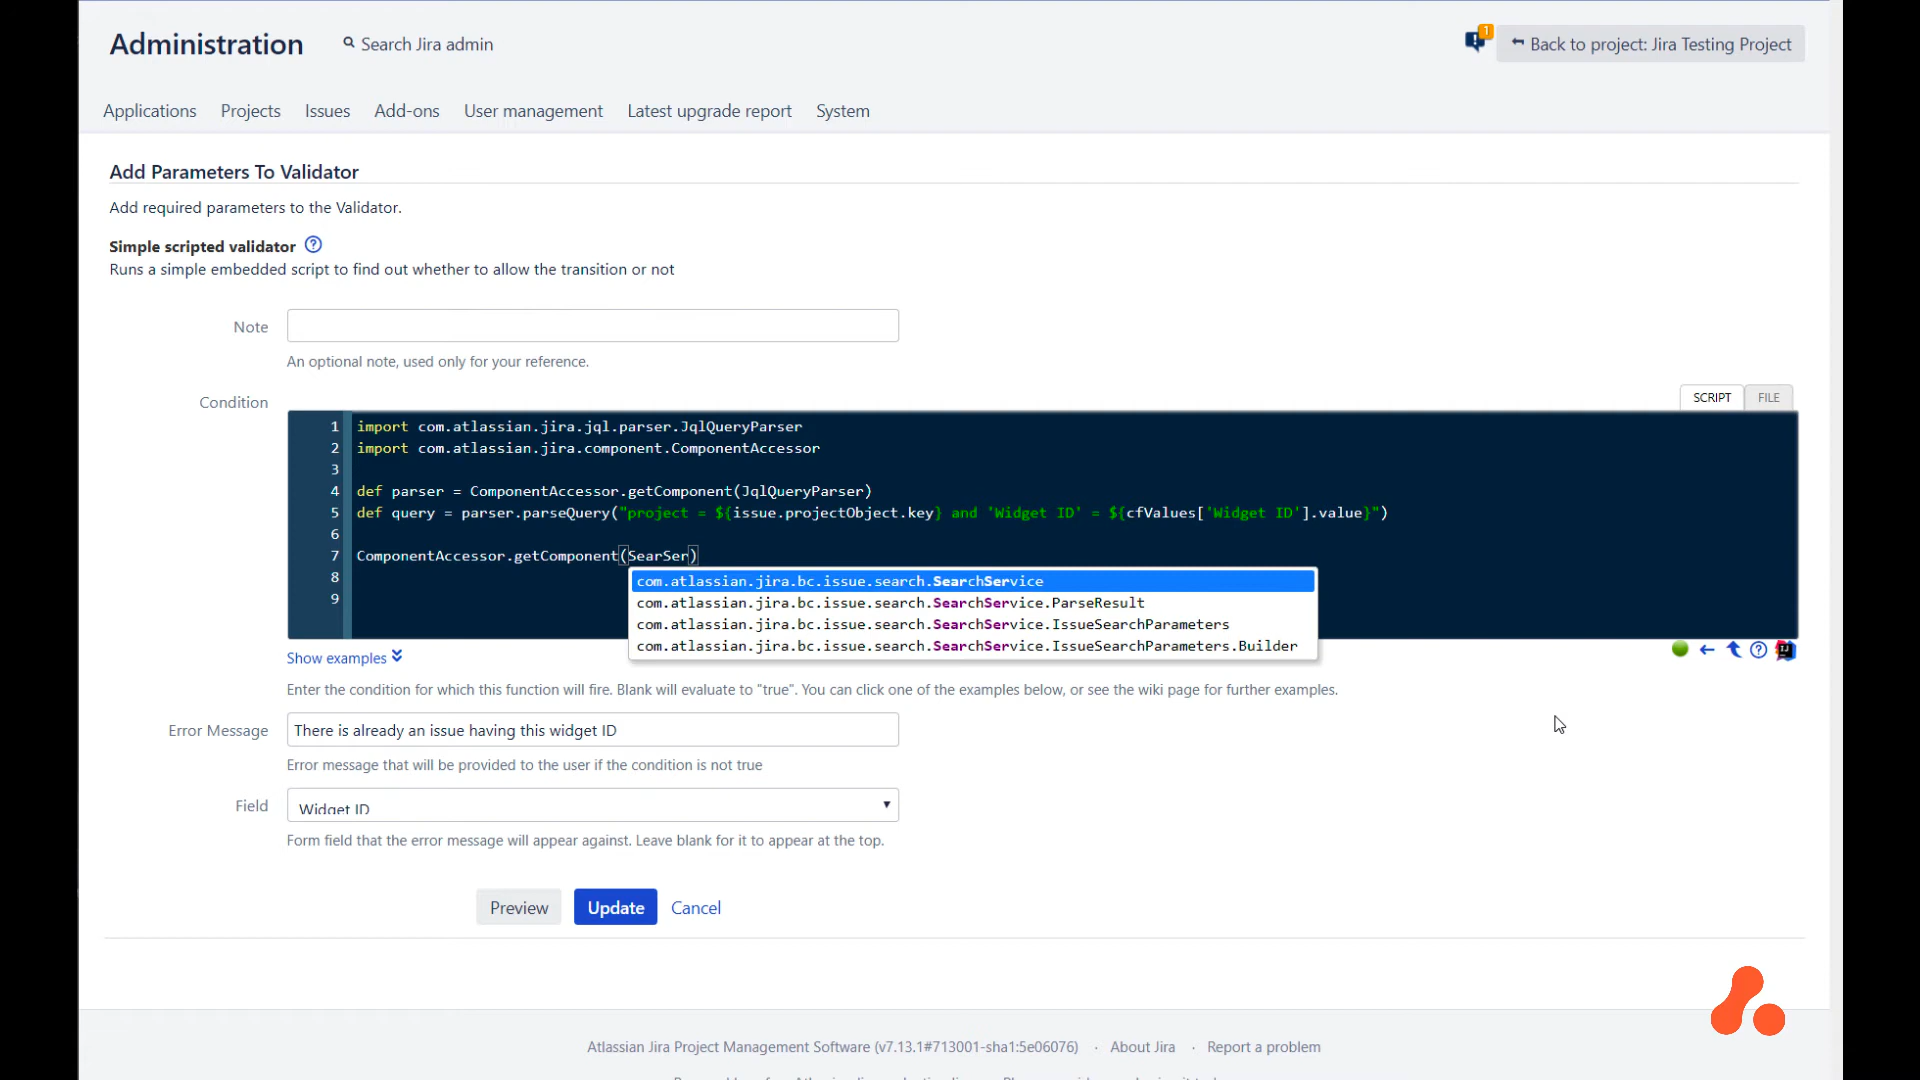 Administration
Search Jira admin
1
Back to project: Jira Testing Project
Applications Projects Issues Add-ons User management Latest upgrade report System
Add Parameters To Validator
Add required parameters to the Validator.
Simple scripted validator ?
Runs a simple embedded script to find out whether to allow the transition or not
Note
An optional note, used only for your reference.
Condition
SCRIPT FILE
1 import com.atlassian.jira.jql.parser.JqlQueryParser
2 import com.atlassian.jira.component.ComponentAccessor
3
4 def parser = ComponentAccessor.getComponent(JqlQueryParser)
5 def query = parser.parseQuery("project = ${issue.projectObject.key} and 'Widget ID' = ${cfValues['Widget ID'].value}")
6
7 ComponentAccessor.getComponent(SearSer)
8
9
com.atlassian.jira.bc.issue.search.SearchService
com.atlassian.jira.bc.issue.search.SearchService.ParseResult
com.atlassian.jira.bc.issue.search.SearchService.IssueSearchParameters
com.atlassian.jira.bc.issue.search.SearchService.IssueSearchParameters.Builder
Show examples
? IJ
Enter the condition for which this function will fire. Blank will evaluate to "true". You can click one of the examples below, or see the wiki page for further examples.
Error Message There is already an issue having this widget ID
Error message that will be provided to the user if the condition is not true
Field Widget ID
Form field that the error message will appear against. Leave blank for it to appear at the top.
Preview Update Cancel
Atlassian Jira Project Management Software (v7.13.1#713001-sha1:5e06076) · About Jira · Report a problem